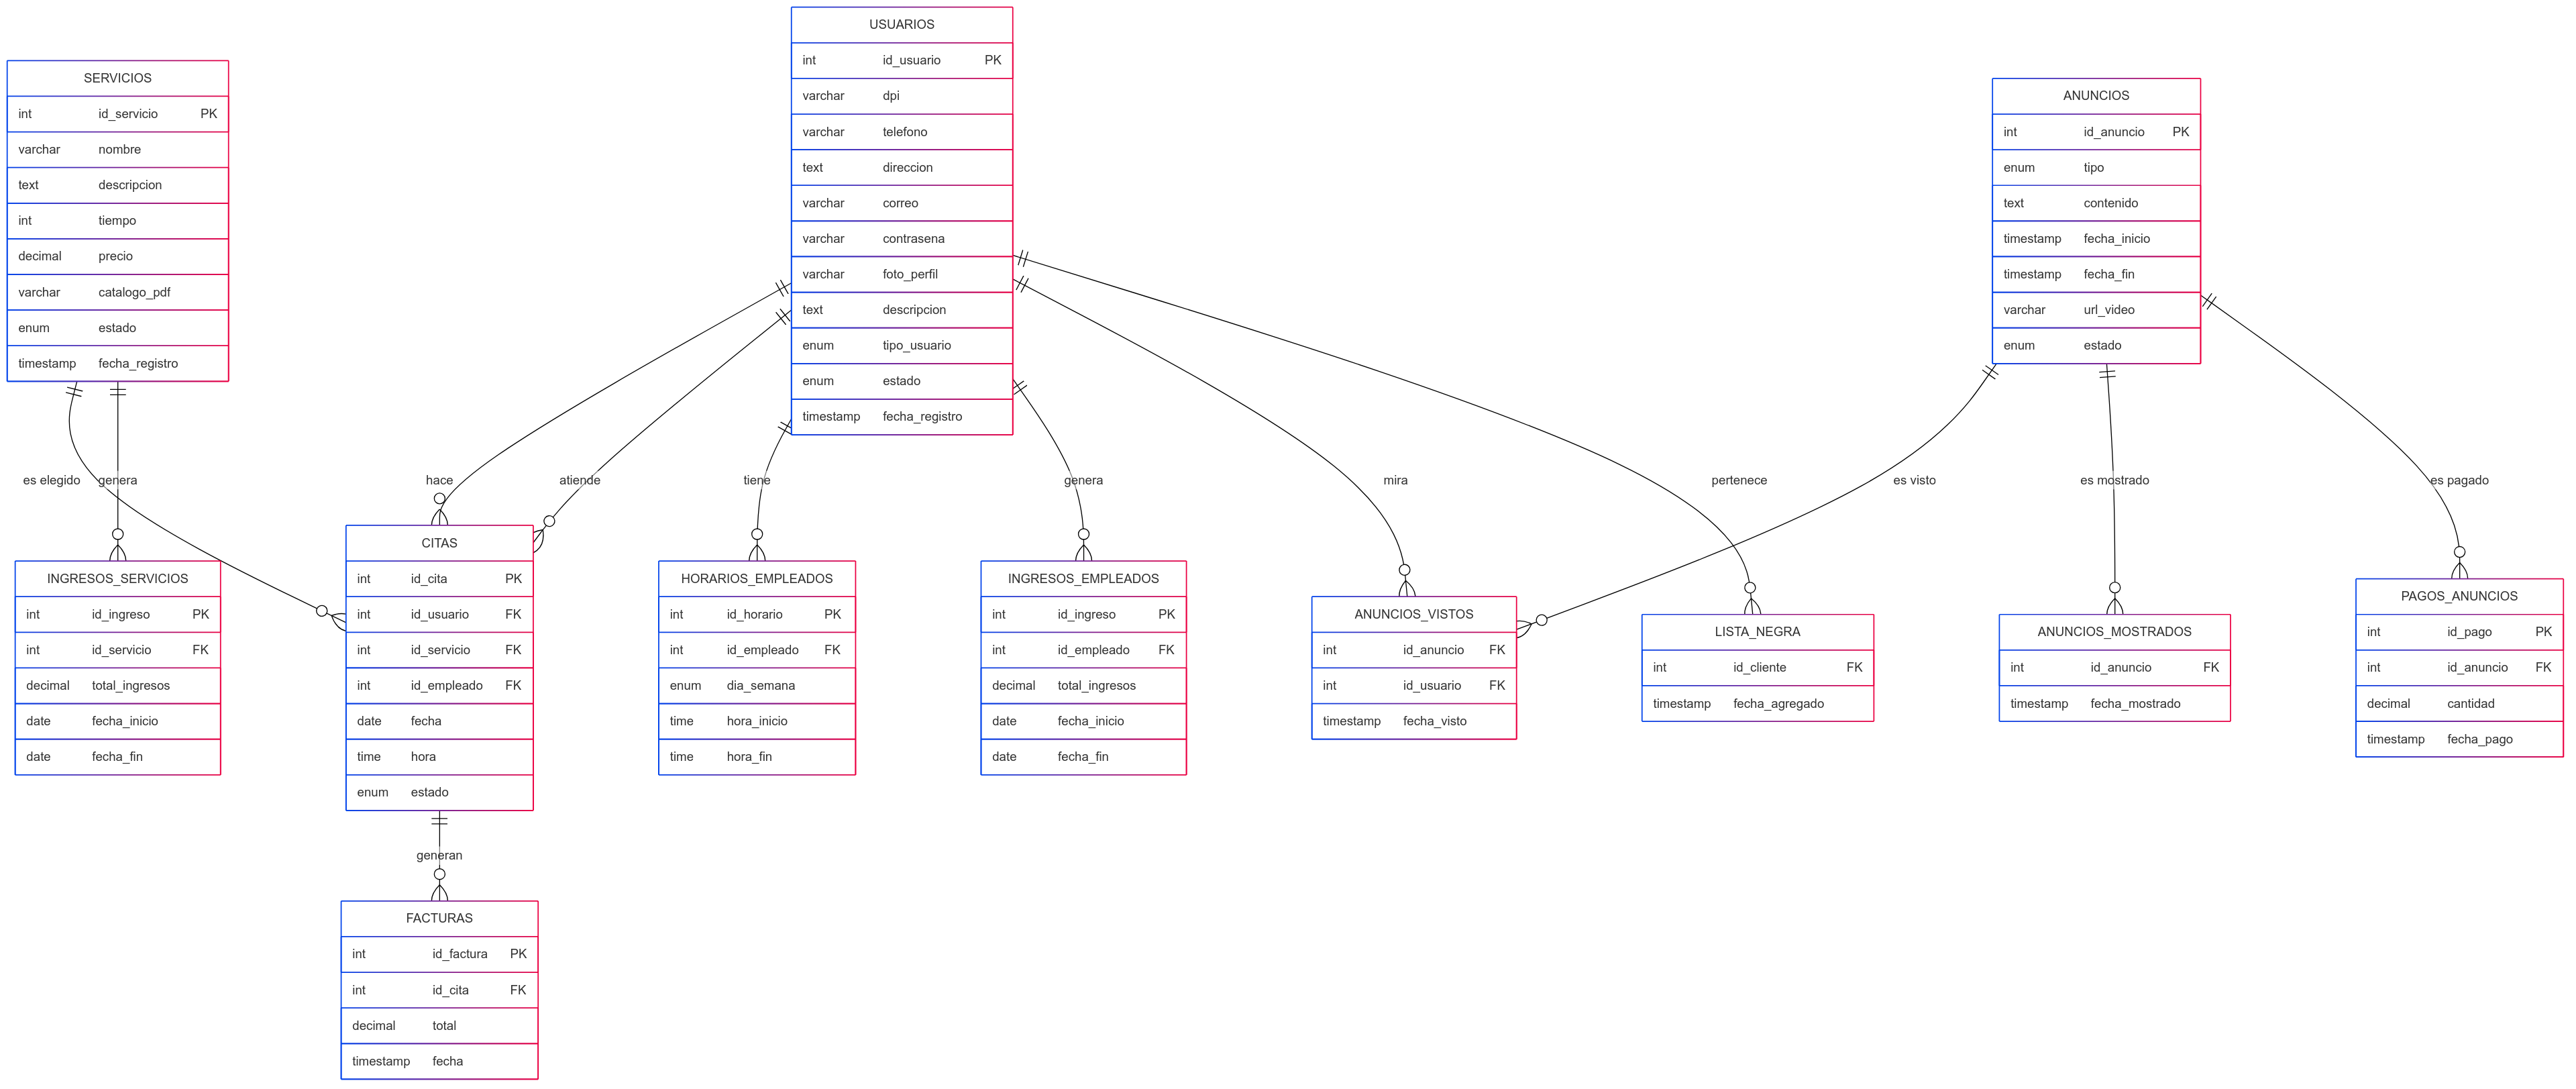 USUARIOS
int id_usuario PK
varchar dpi
varchar telefono
text direccion
varchar correo
varchar contrasena
varchar foto_perfil
text descripcion
enum tipo_usuario
enum estado
timestamp fecha_registro
SERVICIOS
int id_servicio PK
varchar nombre
text descripcion
int tiempo
decimal precio
varchar catalogo_pdf
enum estado
timestamp fecha_registro
ANUNCIOS
int id_anuncio PK
enum tipo
text contenido
timestamp fecha_inicio
timestamp fecha_fin
varchar url_video
enum estado
es elegido
genera
hace
atiende
tiene
genera
mira
pertenece
es visto
es mostrado
es pagado
INGRESOS_SERVICIOS
int id_ingreso PK
int id_servicio FK
decimal total_ingresos
date fecha_inicio
date fecha_fin
CITAS
int id_cita PK
int id_usuario FK
int id_servicio FK
int id_empleado FK
date fecha
time hora
enum estado
HORARIOS_EMPLEADOS
int id_horario PK
int id_empleado FK
enum dia_semana
time hora_inicio
time hora_fin
INGRESOS_EMPLEADOS
int id_ingreso PK
int id_empleado FK
decimal total_ingresos
date fecha_inicio
date fecha_fin
ANUNCIOS_VISTOS
int id_anuncio FK
int id_usuario FK
timestamp fecha_visto
LISTA_NEGRA
int id_cliente FK
timestamp fecha_agregado
ANUNCIOS_MOSTRADOS
int id_anuncio FK
timestamp fecha_mostrado
PAGOS_ANUNCIOS
int id_pago PK
int id_anuncio FK
decimal cantidad
timestamp fecha_pago
generan
FACTURAS
int id_factura PK
int id_cita FK
decimal total
timestamp fecha